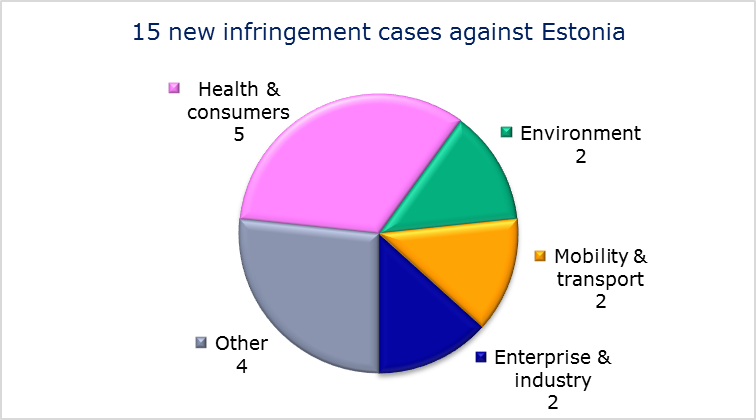 15 new infringement cases against Estonia
Health &
consumers
5
Environment
2
Mobility &
transport
2
Other
4
Enterprise &
industry
2